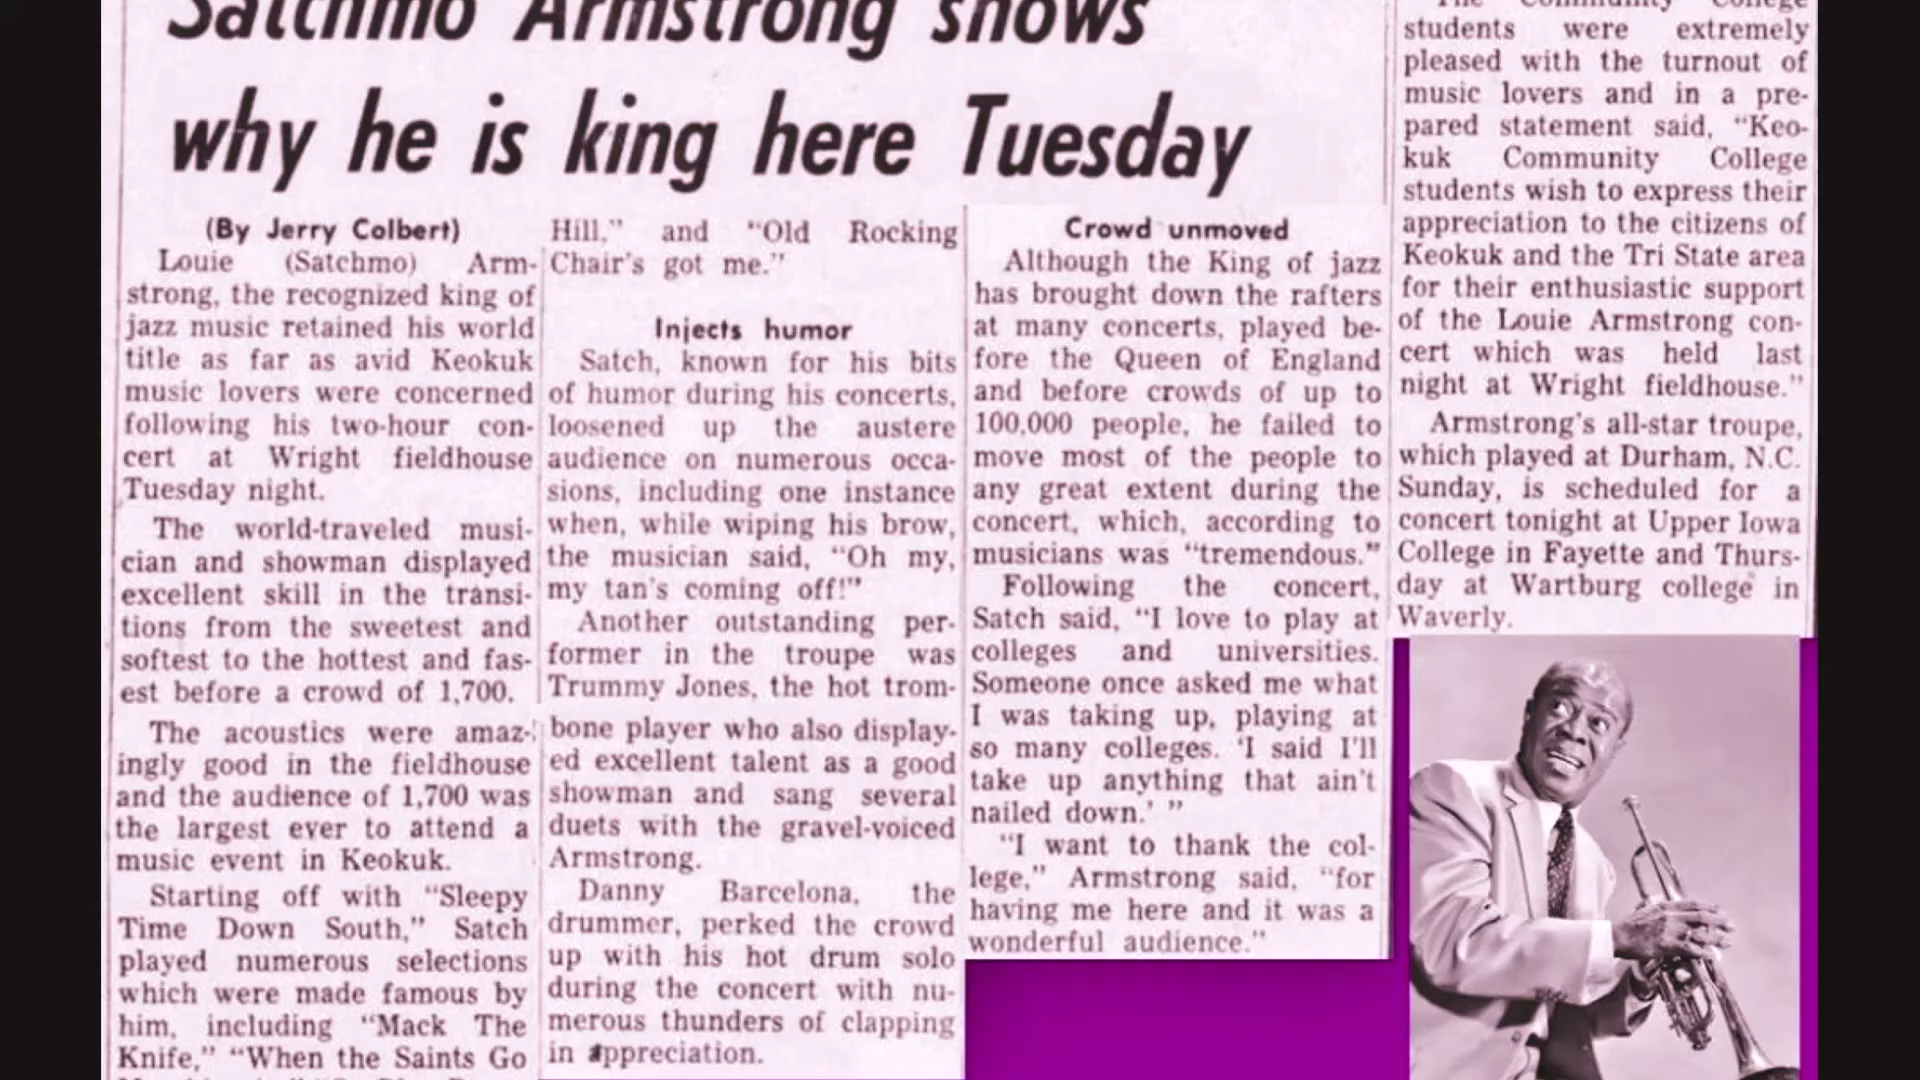 Satchmo Armstrong shows
why he is king here Tuesday
(By Jerry Colbert)
Louie (Satchmo) Arm-
strong, the recognized king of
jazz music retained his world
title as far as avid Keokuk
music lovers were concerned
following his two-hour con-
cert at Wright fieldhouse
Tuesday night.
The world-traveled musi-
cian and showman displayed
excellent skill in the transi-
tions from the sweetest and
softest to the hottest and fas-
est before a crowd of 1,700.
The acoustics were amaz-
ingly good in the fieldhouse
and the audience of 1,700 was
the largest ever to attend a
music event in Keokuk.
Starting off with "Sleepy
Time Down South," Satch
played numerous selections
which were made famous by
him, including "Mack The
Knife," "When the Saints Go
Hill," and "Old Rocking
Chair's got me."
Injects humor
Satch, known for his bits
of humor during his concerts,
loosened up the austere
audience on numerous occa-
sions, including one instance
when, while wiping his brow,
the musician said, "Oh my,
my tan's coming off!"
Another outstanding per-
former in the troupe was
Trummy Jones, the hot trom-
bone player who also display-
ed excellent talent as a good
showman and sang several
duets with the gravel-voiced
Armstrong.
Danny Barcelona, the
drummer, perked the crowd
up with his hot drum solo
during the concert with nu-
merous thunders of clapping
in appreciation.
Crowd unmoved
Although the King of jazz
has brought down the rafters
at many concerts, played be-
fore the Queen of England
and before crowds of up to
100,000 people, he failed to
move most of the people to
any great extent during the
concert, which, according to
musicians was "tremendous."
Following the concert,
Satch said, "I love to play at
colleges and universities.
Someone once asked me what
I was taking up, playing at
so many colleges. 'I said I'll
take up anything that ain't
nailed down.' "
"I want to thank the col-
lege," Armstrong said, "for
having me here and it was a
wonderful audience."
The Community College
students were extremely
pleased with the turnout of
music lovers and in a pre-
pared statement said, "Keo-
kuk Community College
students wish to express their
appreciation to the citizens of
Keokuk and the Tri State area
for their enthusiastic support
of the Louie Armstrong con-
cert which was held last
night at Wright fieldhouse."
Armstrong's all-star troupe,
which played at Durham, N.C.
Sunday, is scheduled for a
concert tonight at Upper Iowa
College in Fayette and Thurs-
day at Wartburg college in
Waverly.